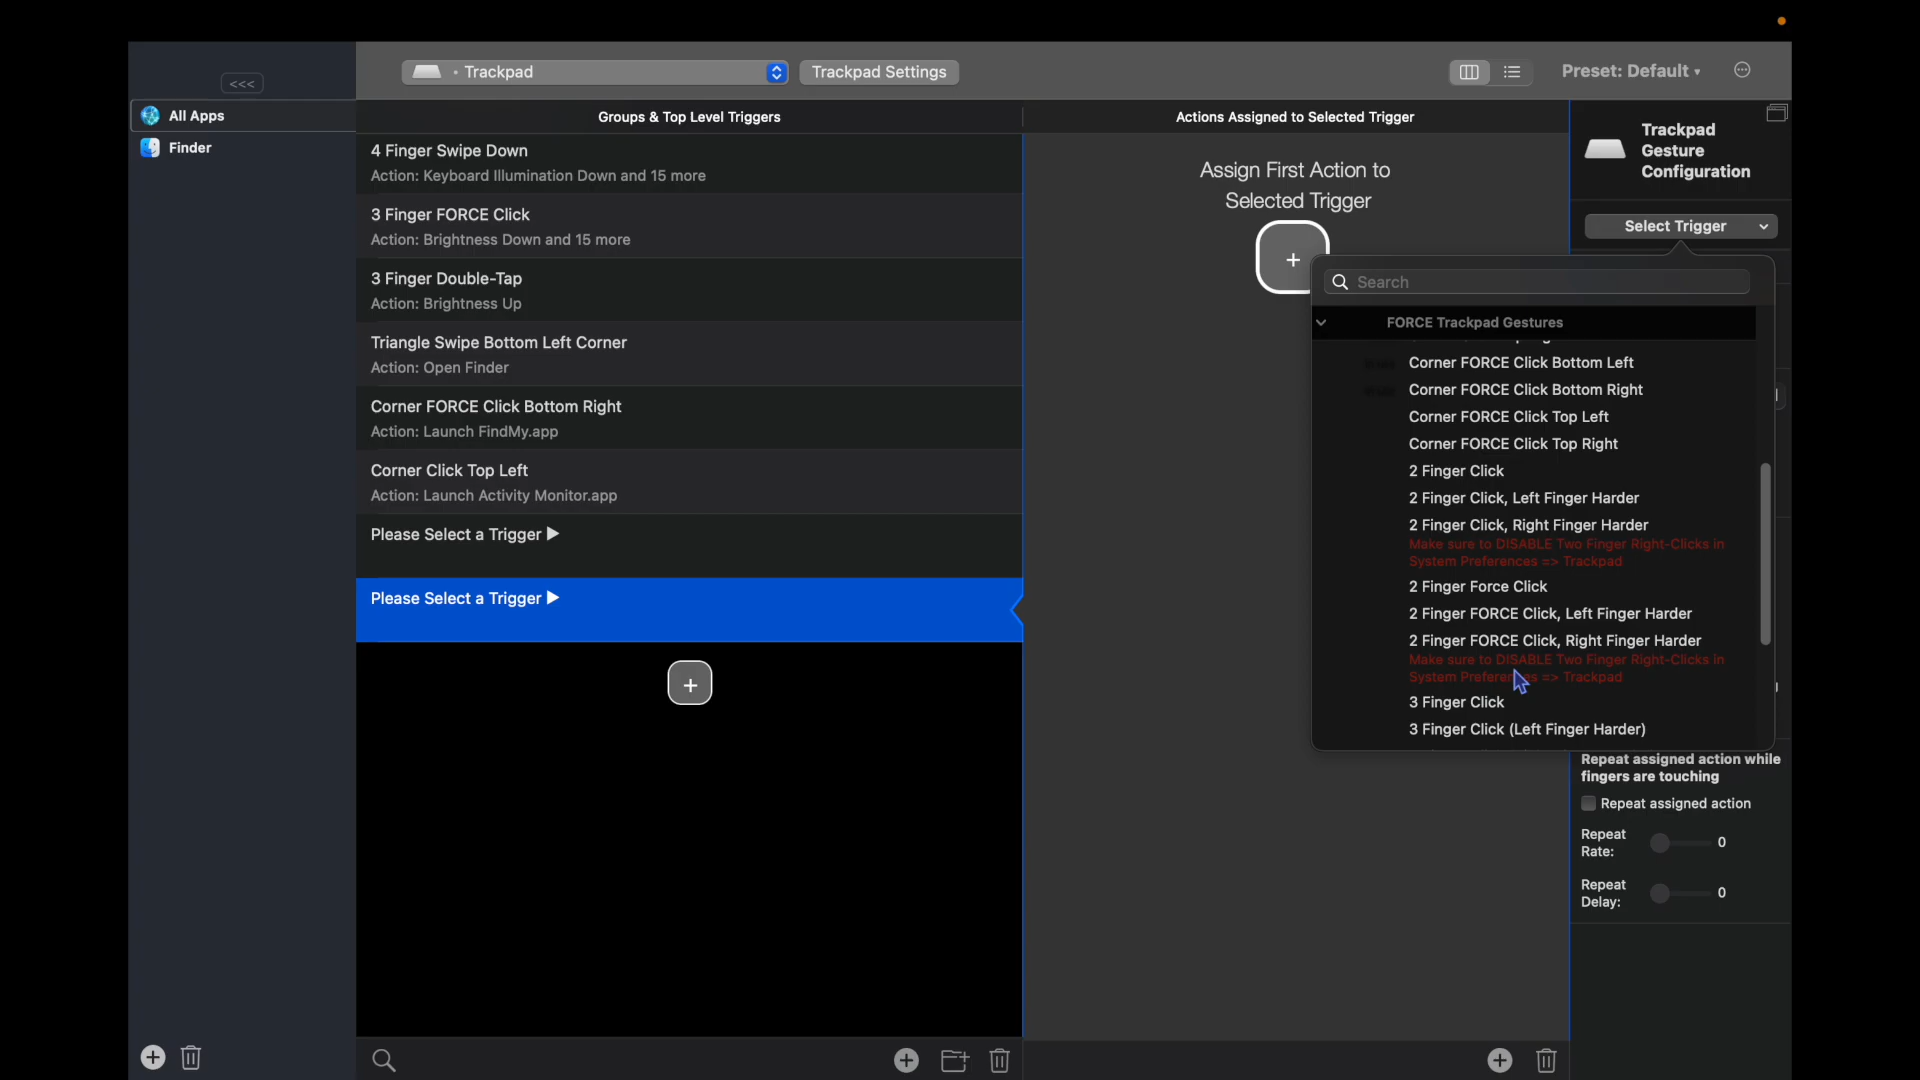 <<<
• Trackpad
Trackpad Settings
Preset: Default
All Apps
Finder
Groups & Top Level Triggers
4 Finger Swipe Down
Action: Keyboard Illumination Down and 15 more
3 Finger FORCE Click
Action: Brightness Down and 15 more
3 Finger Double-Tap
Action: Brightness Up
Triangle Swipe Bottom Left Corner
Action: Open Finder
Corner FORCE Click Bottom Right
Action: Launch FindMy.app
Corner Click Top Left
Action: Launch Activity Monitor.app
Please Select a Trigger ▶
Please Select a Trigger ▶
+
Actions Assigned to Selected Trigger
Assign First Action to
Selected Trigger
+
Trackpad
Gesture
Configuration
Select Trigger
Search
FORCE Trackpad Gestures
Corner FORCE Click Bottom Left
Corner FORCE Click Bottom Right
Corner FORCE Click Top Left
Corner FORCE Click Top Right
2 Finger Click
2 Finger Click, Left Finger Harder
2 Finger Click, Right Finger Harder
Make sure to DISABLE Two Finger Right-Clicks in
System Preferences => Trackpad
2 Finger Force Click
2 Finger FORCE Click, Left Finger Harder
2 Finger FORCE Click, Right Finger Harder
Make sure to DISABLE Two Finger Right-Clicks in
System Preferences => Trackpad
3 Finger Click
3 Finger Click (Left Finger Harder)
Repeat assigned action while
fingers are touching
Repeat assigned action
Repeat
Rate:
0
Repeat
Delay:
0